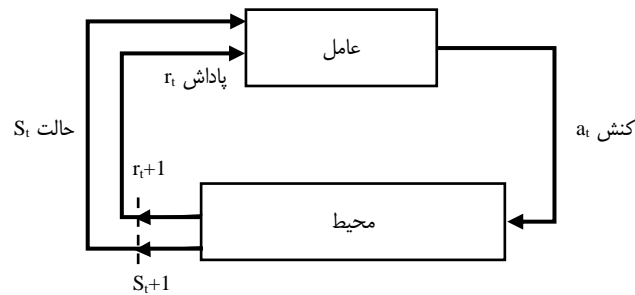 عامل
پاداش rₜ
حالت Sₜ
کنش aₜ
rₜ+1
محیط
Sₜ+1